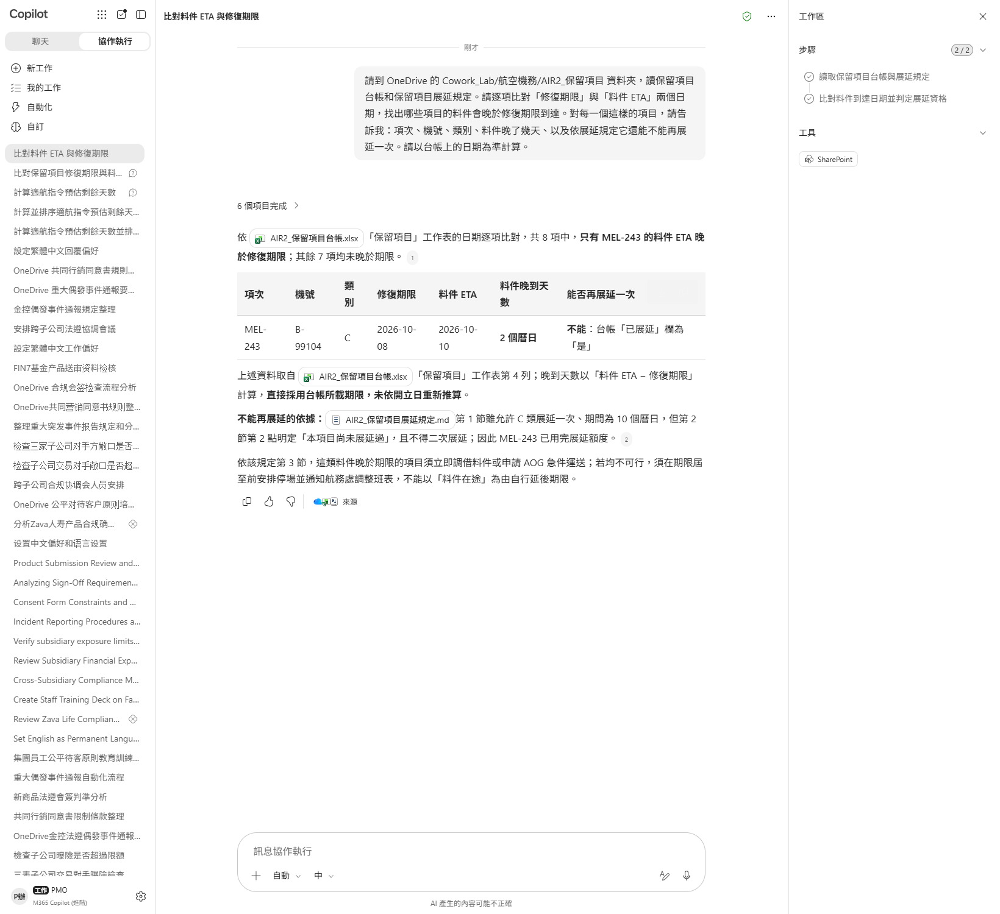 Copilot
聊天
協作執行
新工作
我的工作
自動化
自訂
比對料件 ETA 與修復期限
比對保留項目修復期限與料...
計算適航指令預估剩餘天數
計算並排序適航指令預估剩餘天...
計算適航指令預估剩餘天數並排...
設定繁體中文回覆偏好
OneDrive 共同行銷同意書規則...
OneDrive 重大偶發事件通報要...
金控偶發事件通報規定整理
安排跨子公司法遵協調會議
設定繁體中文工作偏好
FIN7基金产品送审资料检核
OneDrive 合规会签检查流程分析
OneDrive共同营销同意书规则整...
整理重大突发事件报告规定和分...
检查三家子公司对手方敞口是否...
检查子公司交易对手敞口是否超...
跨子公司合规协调会人员安排
OneDrive 公平对待客户原则培...
分析Zava人寿产品合规确...
设置中文偏好和语言设置
Product Submission Review and...
Analyzing Sign-Off Requiremen...
Consent Form Constraints and ...
Incident Reporting Procedures a...
Verify subsidiary exposure limits...
Review Subsidiary Financial Exp...
Cross-Subsidiary Compliance M...
Create Staff Training Deck on Fa...
Review Zava Life Complian...
Set English as Permanent Langu...
集團員工公平待客原則教育訓練...
重大偶發事件通報自動化流程
新商品法遵會簽判準分析
共同行銷同意書限制條款整理
OneDrive金控法遵偶發事件通報...
檢查子公司曝險是否超過限額
三表子公司交易對手曝險檢查
P辦
工作 PMO
M365 Copilot (進階)
比對料件 ETA 與修復期限
剛才
請到 OneDrive 的 Cowork_Lab/航空機務/AIR2_保留項目 資料夾，讀保留項目
台帳和保留項目展延規定。請逐項比對「修復期限」與「料件 ETA」兩個日
期，找出哪些項目的料件會晚於修復期限到達。對每一個這樣的項目，請告
訴我：項次、機號、類別、料件晚了幾天、以及依展延規定它還能不能再展
延一次。請以台帳上的日期為準計算。
6 個項目完成
依 AIR2_保留項目台帳.xlsx「保留項目」工作表的日期逐項比對，共 8 項中，只有 MEL-243 的料件 ETA 晚
於修復期限；其餘 7 項均未晚於期限。 1
項次 機號 類別 修復期限 料件 ETA 料件晚到天數 能否再展延一次
MEL-243 B-99104 C 2026-10-08 2026-10-10 2 個曆日 不能：台帳「已展延」欄為「是」
上述資料取自 AIR2_保留項目台帳.xlsx「保留項目」工作表第 4 列；晚到天數以「料件 ETA − 修復期限」
計算，直接採用台帳所載期限，未依開立日重新推算。
不能再展延的依據： AIR2_保留項目展延規定.md 第 1 節雖允許 C 類展延一次、期間為 10 個曆日，但第 2
節第 2 點明定「本項目尚未展延過」，且不得二次展延；因此 MEL-243 已用完展延額度。 2
依該規定第 3 節，這類料件晚於期限的項目須立即調借料件或申請 AOG 急件運送；若均不可行，須在期限屆
至前安排停場並通知航務處調整班表，不能以「料件在途」為由自行延後期限。
來源
訊息協作執行
自動
中
AI 產生的內容可能不正確
工作區
步驟
2 / 2
讀取保留項目台帳與展延規定
比對料件到達日期並判定展延資格
工具
SharePoint